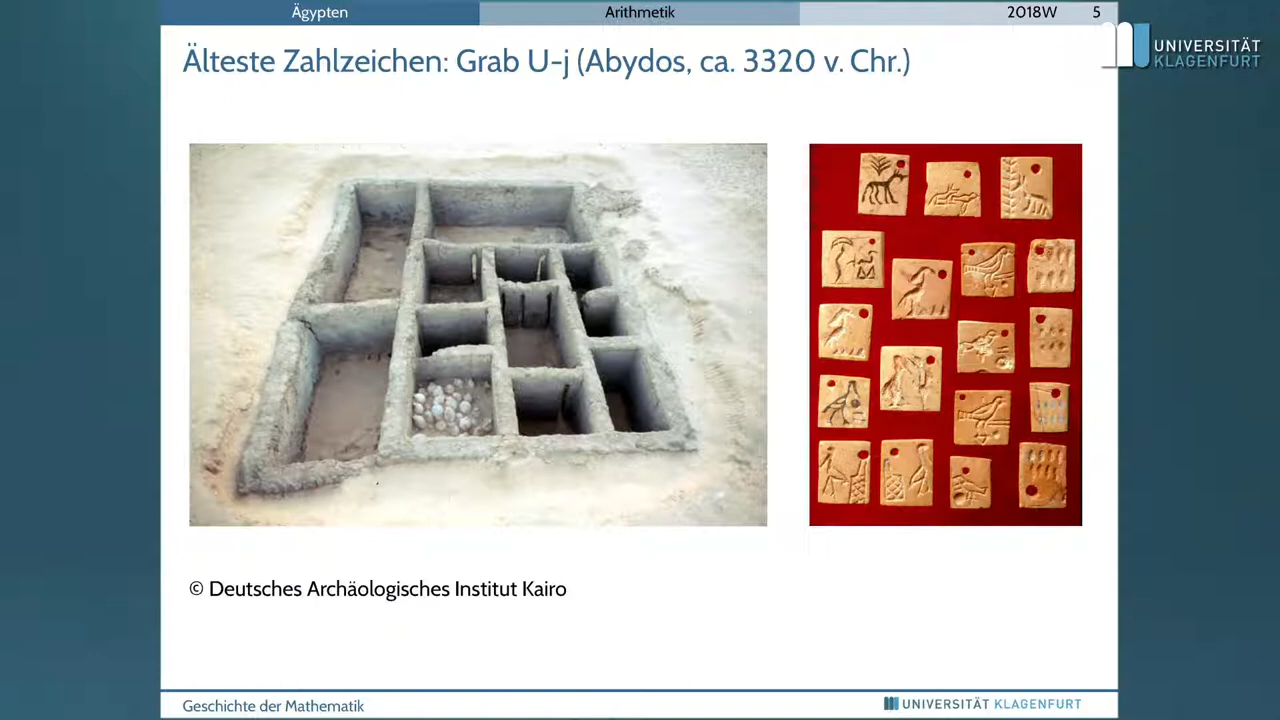 Ägypten
Arithmetik
2018W 5
UNIVERSITÄT
KLAGENFURT
Älteste Zahlzeichen: Grab U-j (Abydos, ca. 3320 v. Chr.)
© Deutsches Archäologisches Institut Kairo
Geschichte der Mathematik
UNIVERSITÄT KLAGENFURT